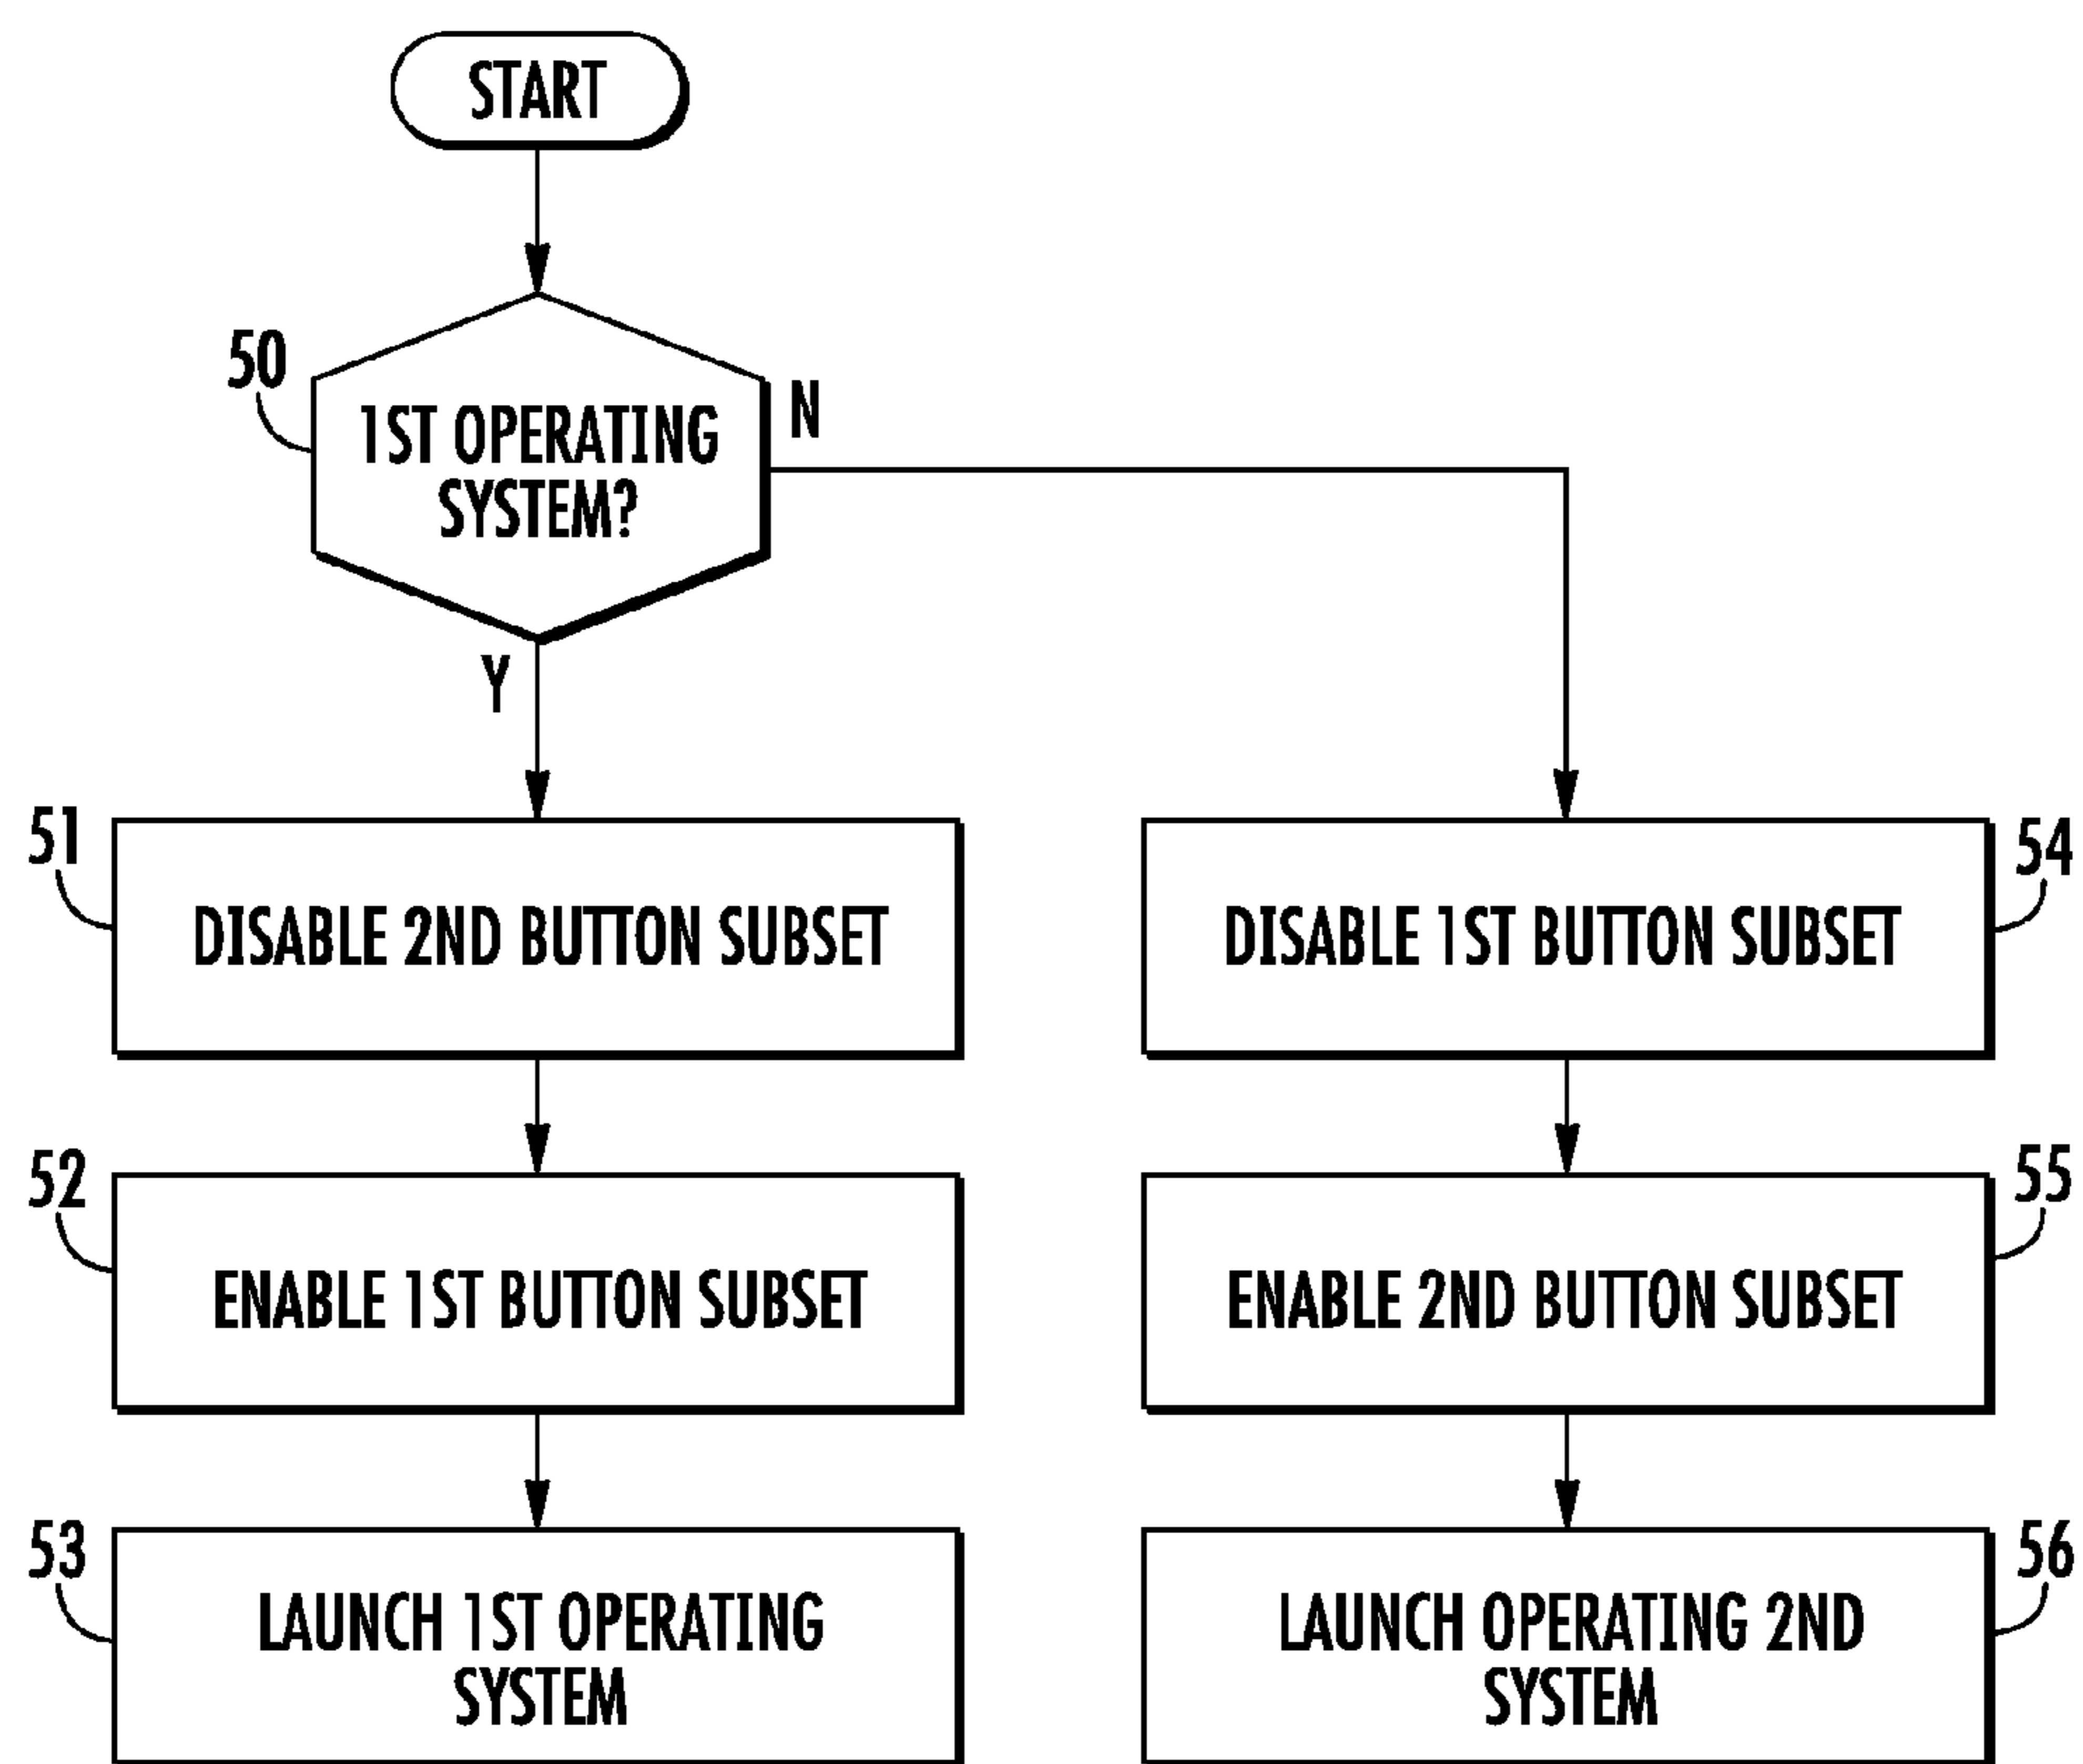 START
50
1ST OPERATING
SYSTEM?
N
Y
51
DISABLE 2ND BUTTON SUBSET
54
DISABLE 1ST BUTTON SUBSET
52
ENABLE 1ST BUTTON SUBSET
55
ENABLE 2ND BUTTON SUBSET
53
LAUNCH 1ST OPERATING
SYSTEM
56
LAUNCH OPERATING 2ND
SYSTEM